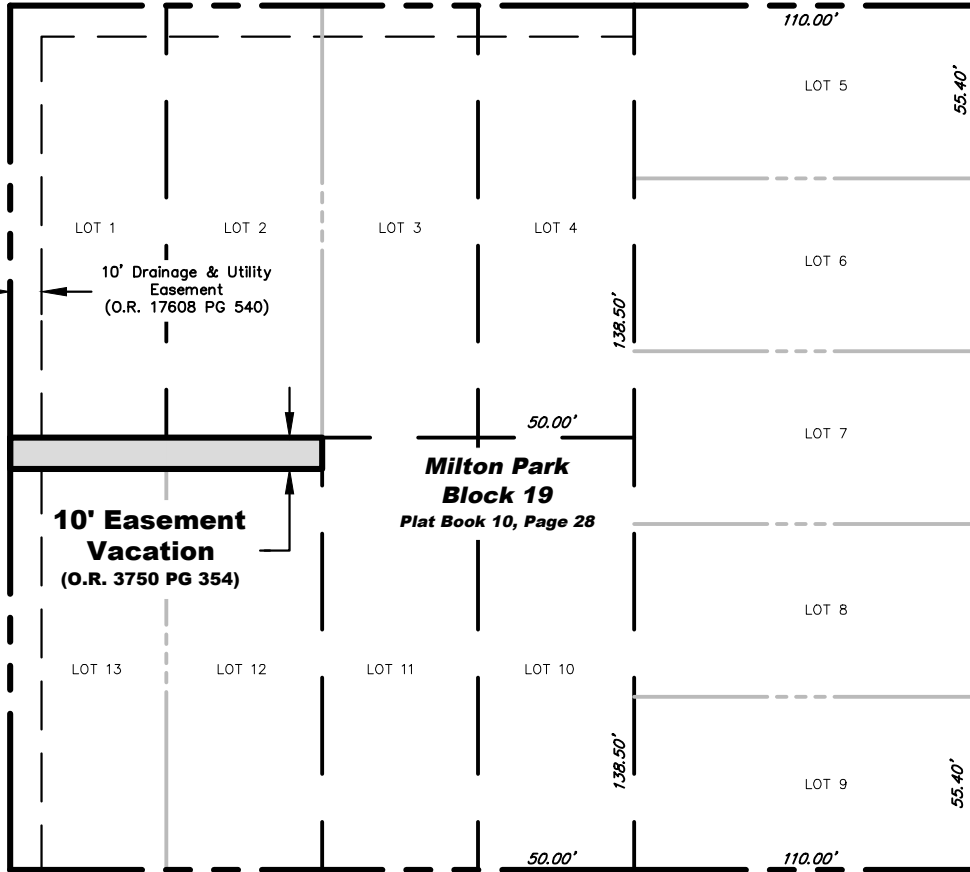 110.00'
LOT 5
55.40'
LOT 1
LOT 2
LOT 3
LOT 4
LOT 6
10' Drainage & Utility
Easement
(O.R. 17608 PG 540)
138.50'
50.00'
LOT 7
Milton Park
Block 19
Plat Book 10, Page 28
10' Easement
Vacation
(O.R. 3750 PG 354)
LOT 8
LOT 13
LOT 12
LOT 11
LOT 10
138.50'
LOT 9
55.40'
50.00'
110.00'